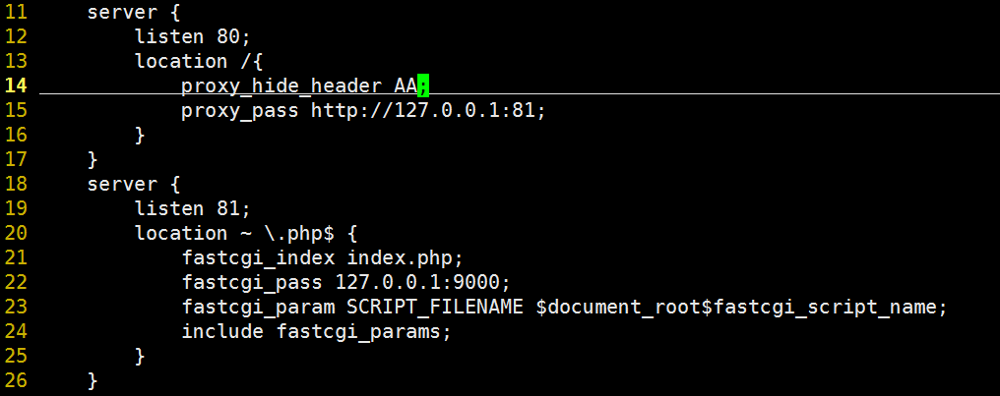 11     server {
12         listen 80;
13         location /{
14             proxy_hide_header AA;
15             proxy_pass http://127.0.0.1:81;
16         }
17     }
18     server {
19         listen 81;
20         location ~ \.php$ {
21             fastcgi_index index.php;
22             fastcgi_pass 127.0.0.1:9000;
23             fastcgi_param SCRIPT_FILENAME $document_root$fastcgi_script_name;
24             include fastcgi_params;
25         }
26     }